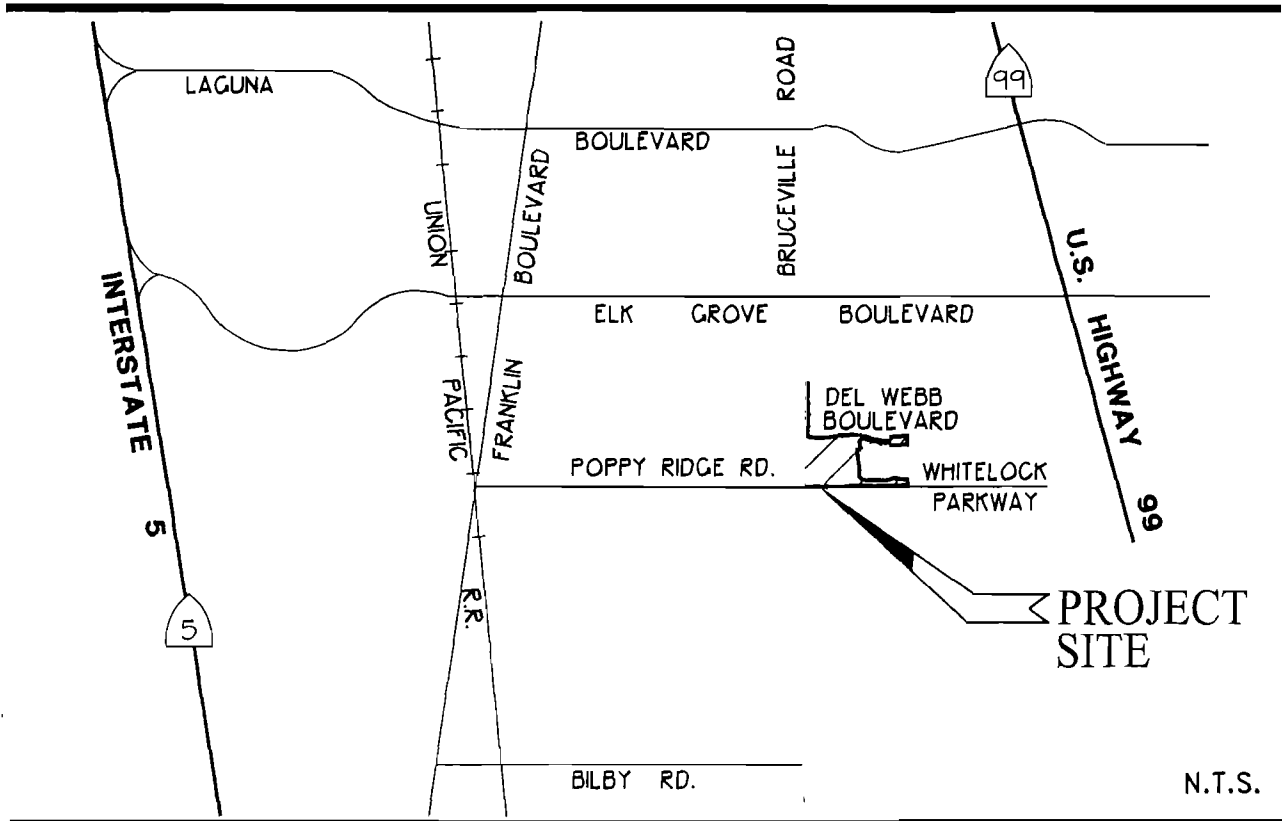 99
LAGUNA
BOULEVARD
BRUCEVILLE ROAD
UNION PACIFIC R.R.
FRANKLIN BOULEVARD
INTERSTATE 5
U.S. HIGHWAY 99
ELK GROVE BOULEVARD
DEL WEBB
BOULEVARD
POPPY RIDGE RD.
WHITELOCK
PARKWAY
5
PROJECT
SITE
BILBY RD.
N.T.S.